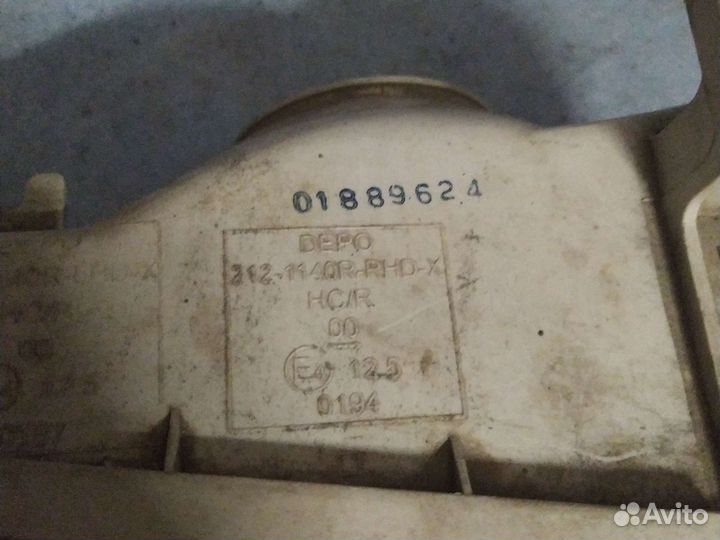 01889624
DEPO
212-1140R-RHD-X
HC/R
00
E4 12.5
0194
Avito